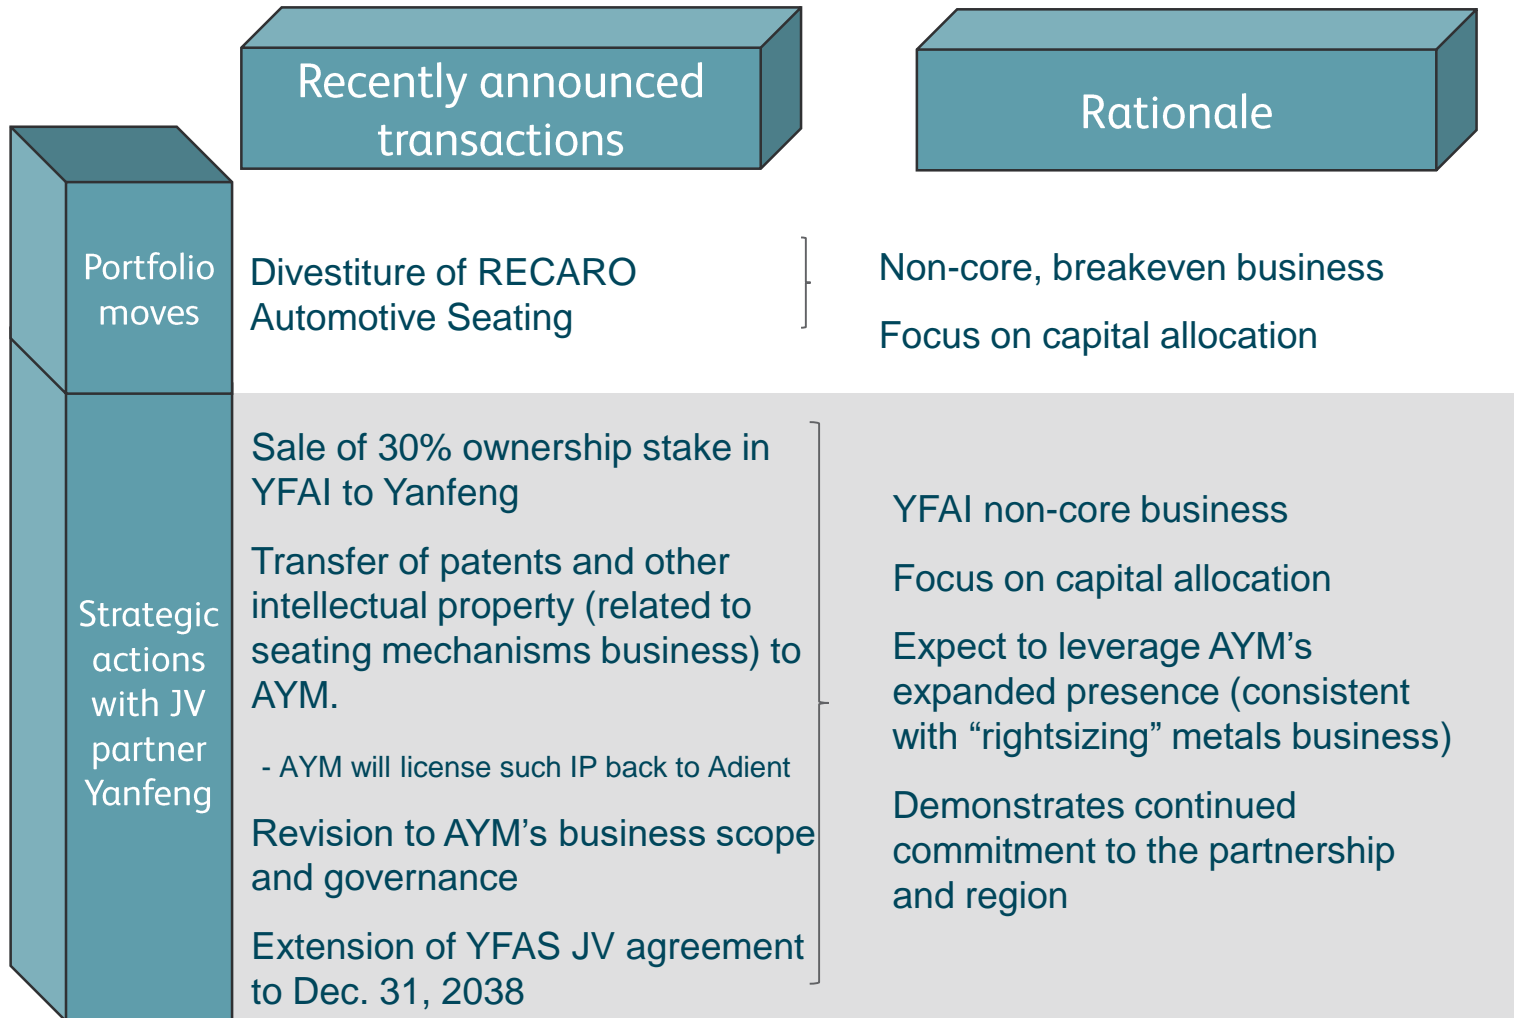 Recently announced
transactions
Rationale
Portfolio
moves
Divestiture of RECARO
Automotive Seating
Non-core, breakeven business
Focus on capital allocation
Strategic
actions
with JV
partner
Yanfeng
Sale of 30% ownership stake in
YFAI to Yanfeng
Transfer of patents and other
intellectual property (related to
seating mechanisms business) to
AYM.
- AYM will license such IP back to Adient
Revision to AYM’s business scope
and governance
Extension of YFAS JV agreement
to Dec. 31, 2038
YFAI non-core business
Focus on capital allocation
Expect to leverage AYM’s
expanded presence (consistent
with “rightsizing” metals business)
Demonstrates continued
commitment to the partnership
and region